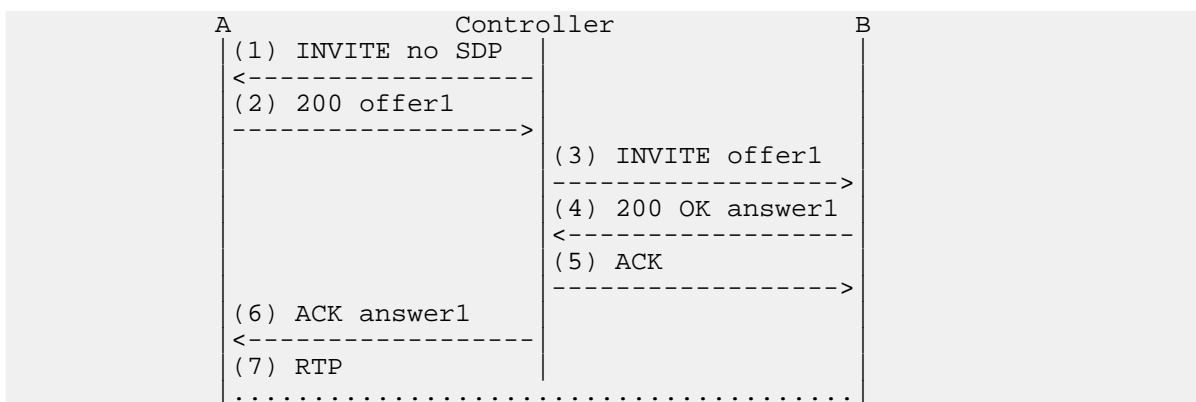 A Controller B
(1) INVITE no SDP
<------------------
(2) 200 offer1
------------------>
(3) INVITE offer1
------------------>
(4) 200 OK answer1
<------------------
(5) ACK
------------------>
(6) ACK answer1
<------------------
(7) RTP
.......................................